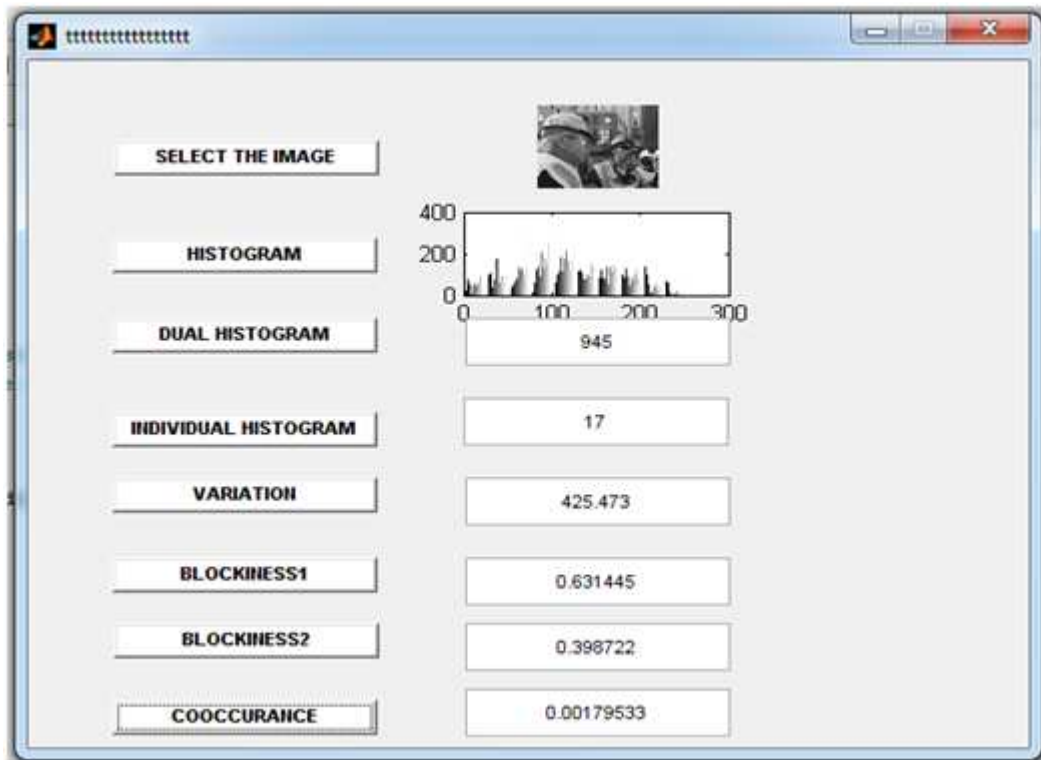 tttttttttttttttttt
SELECT THE IMAGE
400
HISTOGRAM
200
0
0 100 200 300
DUAL HISTOGRAM
945
INDIVIDUAL HISTOGRAM
17
VARIATION
425.473
BLOCKINESS1
0.631445
BLOCKINESS2
0.398722
COOCCURANCE
0.00179533